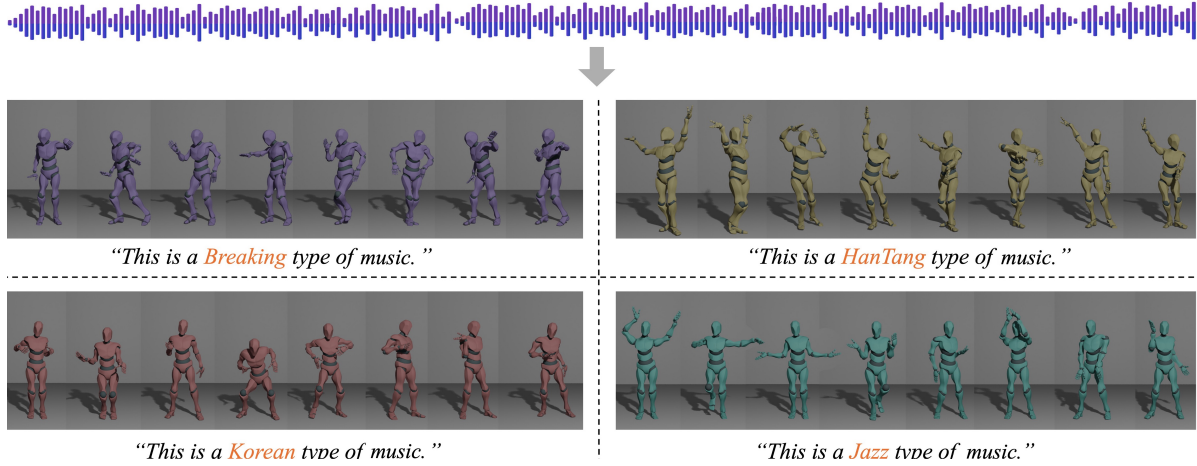 “This is a Breaking type of music.”
“This is a HanTang type of music.”
“This is a Korean type of music.”
“This is a Jazz type of music.”